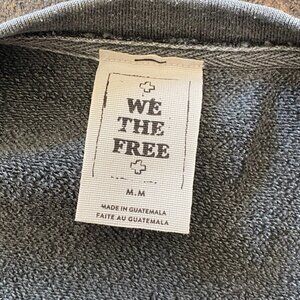 WE
THE
FREE
M.M
MADE IN GUATEMALA
FAITE AU GUATEMALA